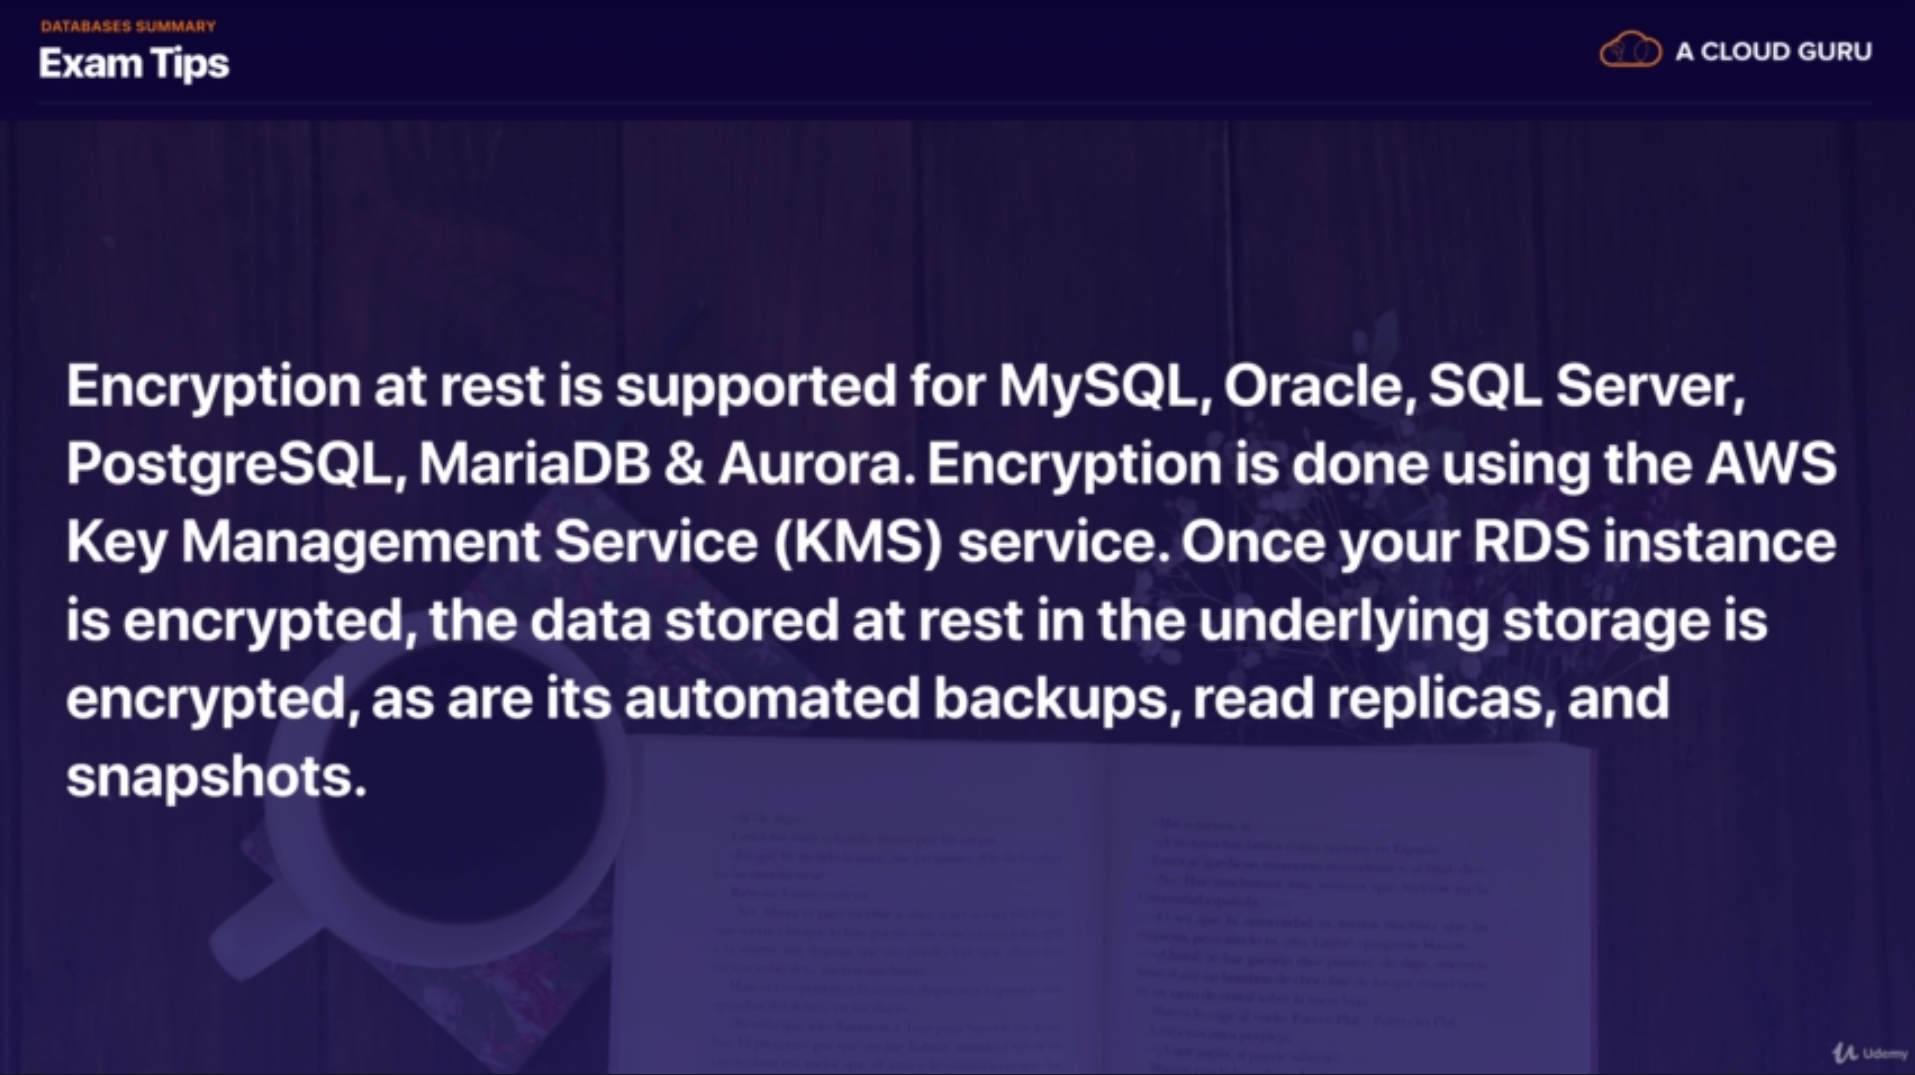 DATABASES SUMMARY
Exam Tips
A CLOUD GURU
Encryption at rest is supported for MySQL, Oracle, SQL Server,
PostgreSQL, MariaDB & Aurora. Encryption is done using the AWS
Key Management Service (KMS) service. Once your RDS instance
is encrypted, the data stored at rest in the underlying storage is
encrypted, as are its automated backups, read replicas, and
snapshots.
Udemy